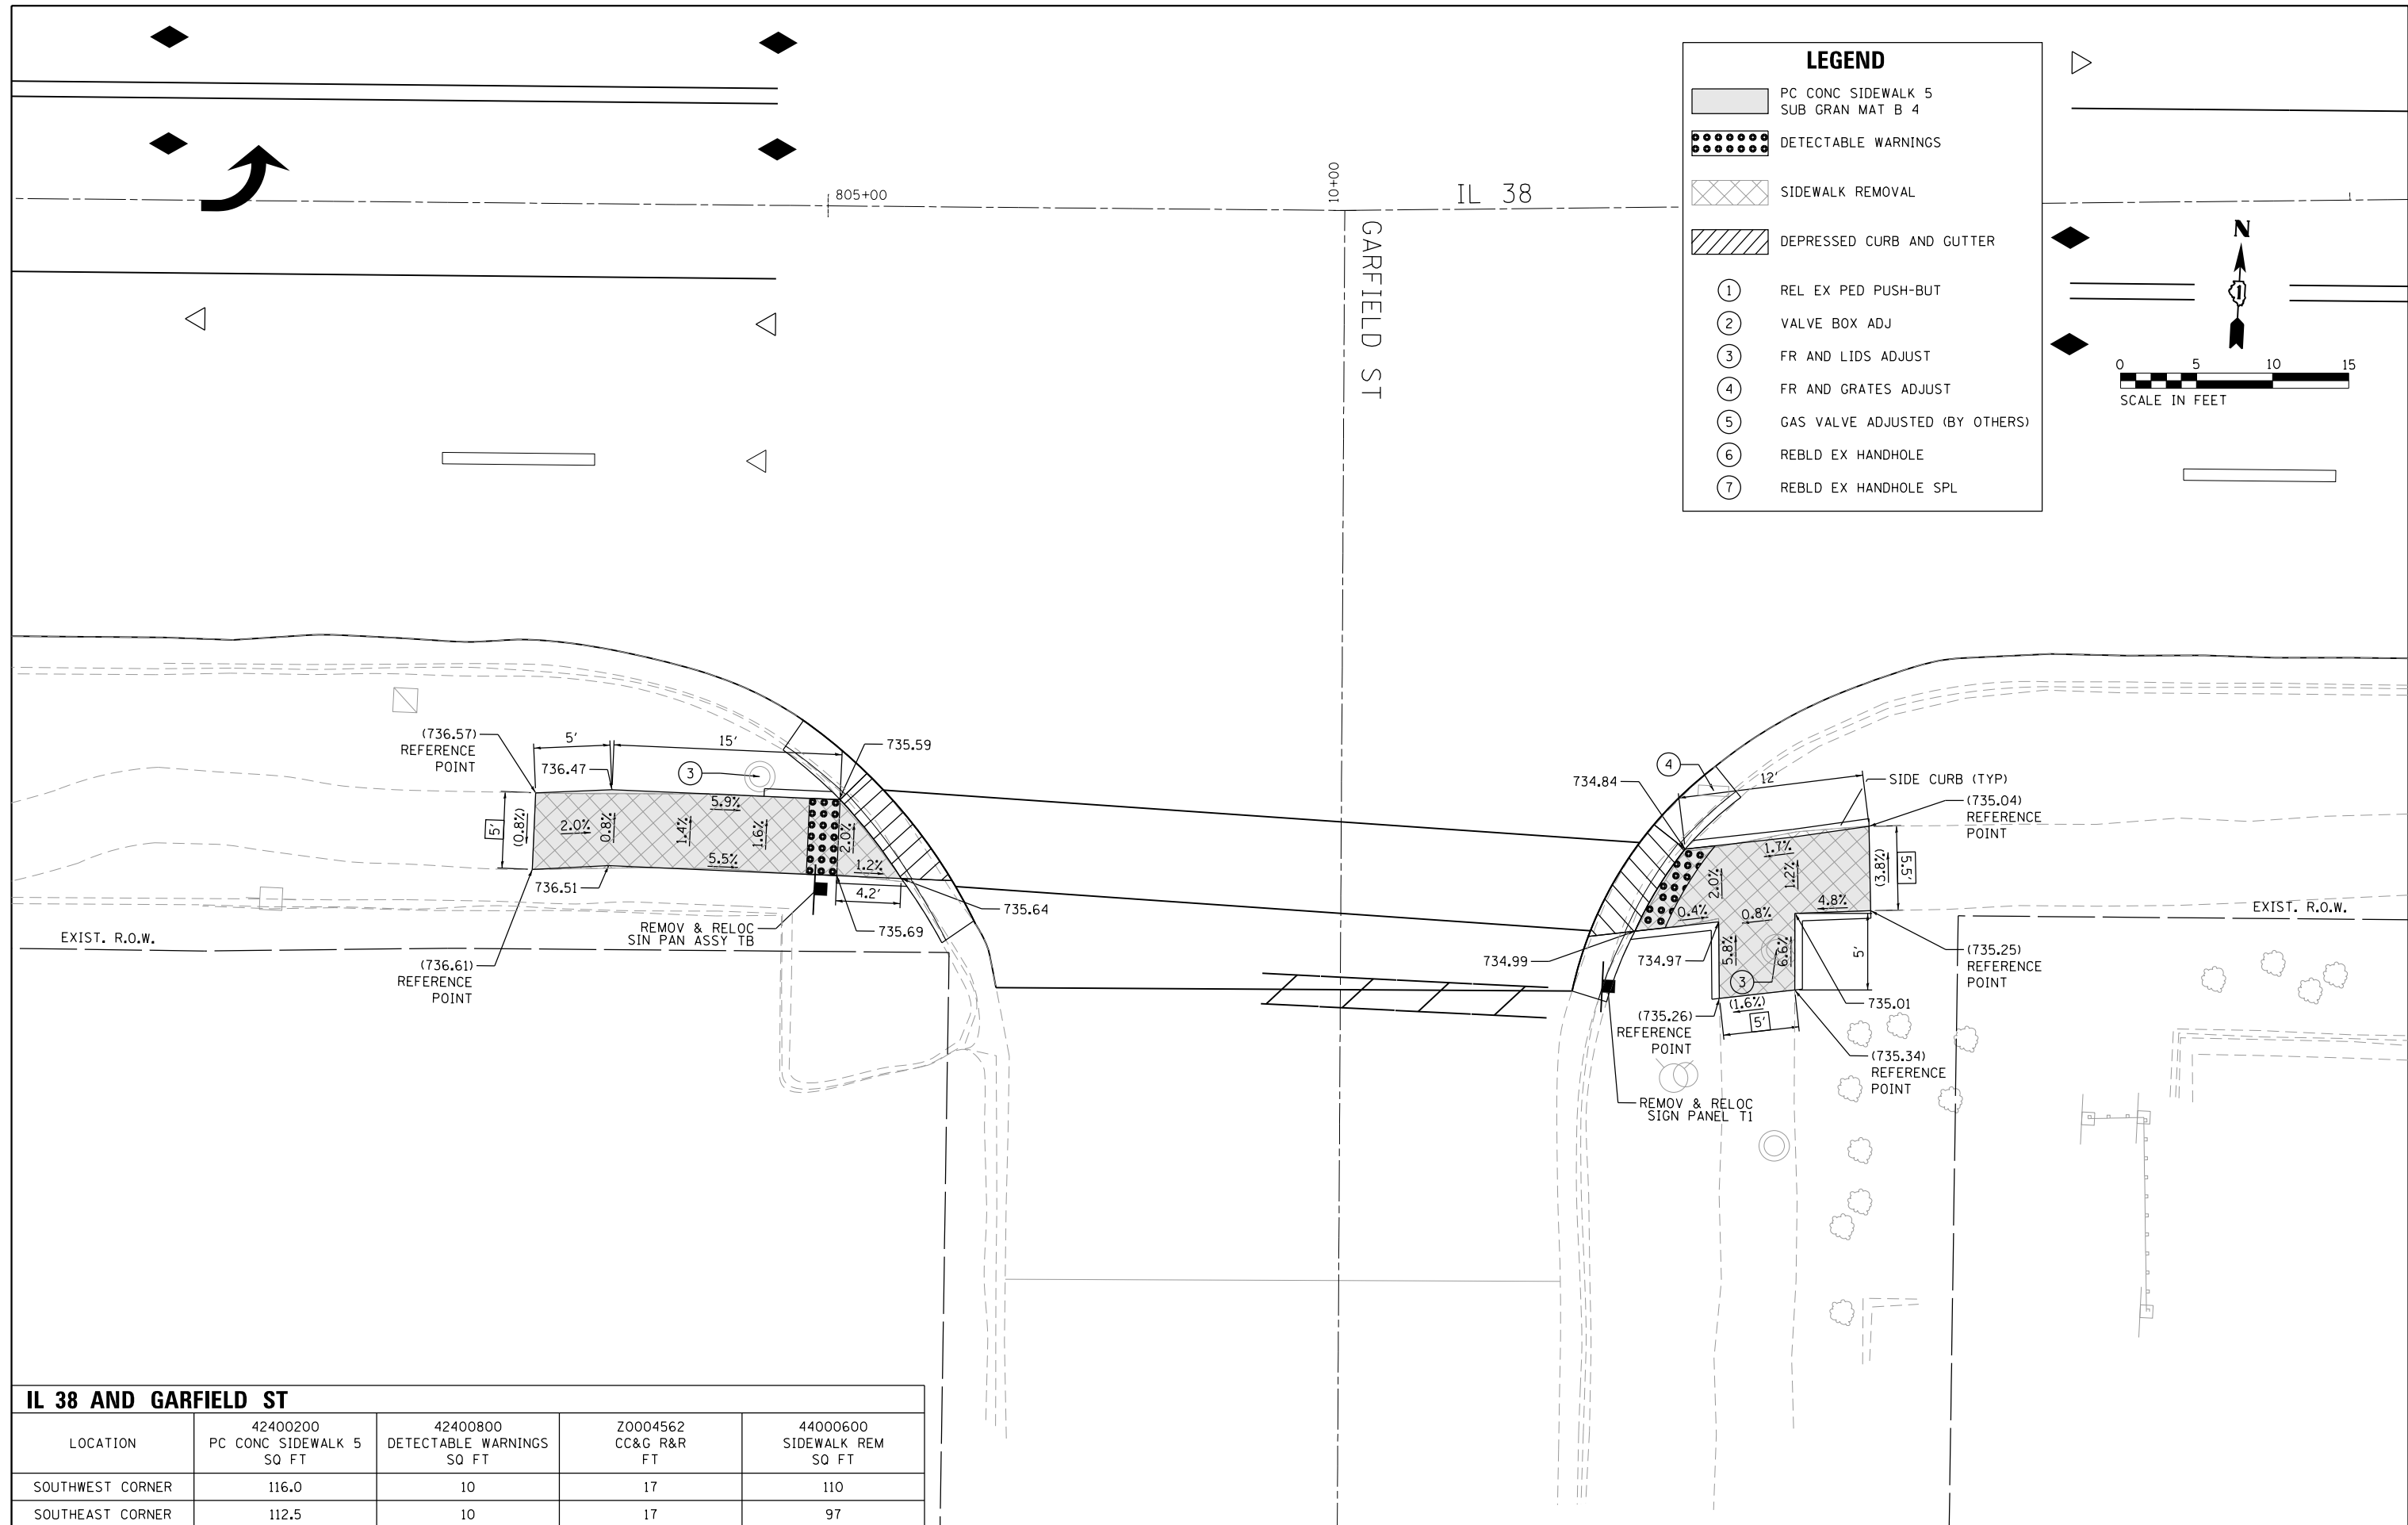 LEGEND
PC CONC SIDEWALK 5
SUB GRAN MAT B 4
DETECTABLE WARNINGS
SIDEWALK REMOVAL
DEPRESSED CURB AND GUTTER
1 REL EX PED PUSH-BUT
2 VALVE BOX ADJ
3 FR AND LIDS ADJUST
4 FR AND GRATES ADJUST
5 GAS VALVE ADJUSTED (BY OTHERS)
6 REBLD EX HANDHOLE
7 REBLD EX HANDHOLE SPL
N
1
0 5 10 15
SCALE IN FEET
805+00
10+00
IL 38
GARFIELD ST
(736.57)
REFERENCE
POINT
5'
15'
736.47
3
735.59
5'
(0.8%)
2.0%
0.8%
1.4%
5.9%
1.6%
5.5%
2.0%
1.2%
4.2'
736.51
735.64
735.69
REMOV & RELOC
SIN PAN ASSY TB
EXIST. R.O.W.
(736.61)
REFERENCE
POINT
734.84
4
12'
SIDE CURB (TYP)
(735.04)
REFERENCE
POINT
1.7%
2.0%
1.2%
(3.8%)
5.5'
0.4%
0.8%
4.8%
EXIST. R.O.W.
734.99
734.97
5.8%
6.6%
3
5'
(735.25)
REFERENCE
POINT
735.01
(1.6%)
5'
(735.26)
REFERENCE
POINT
(735.34)
REFERENCE
POINT
REMOV & RELOC
SIGN PANEL T1
IL 38 AND GARFIELD ST
LOCATION
42400200
PC CONC SIDEWALK 5
SQ FT
42400800
DETECTABLE WARNINGS
SQ FT
Z0004562
CC&G R&R
FT
44000600
SIDEWALK REM
SQ FT
SOUTHWEST CORNER 116.0 10 17 110
SOUTHEAST CORNER 112.5 10 17 97